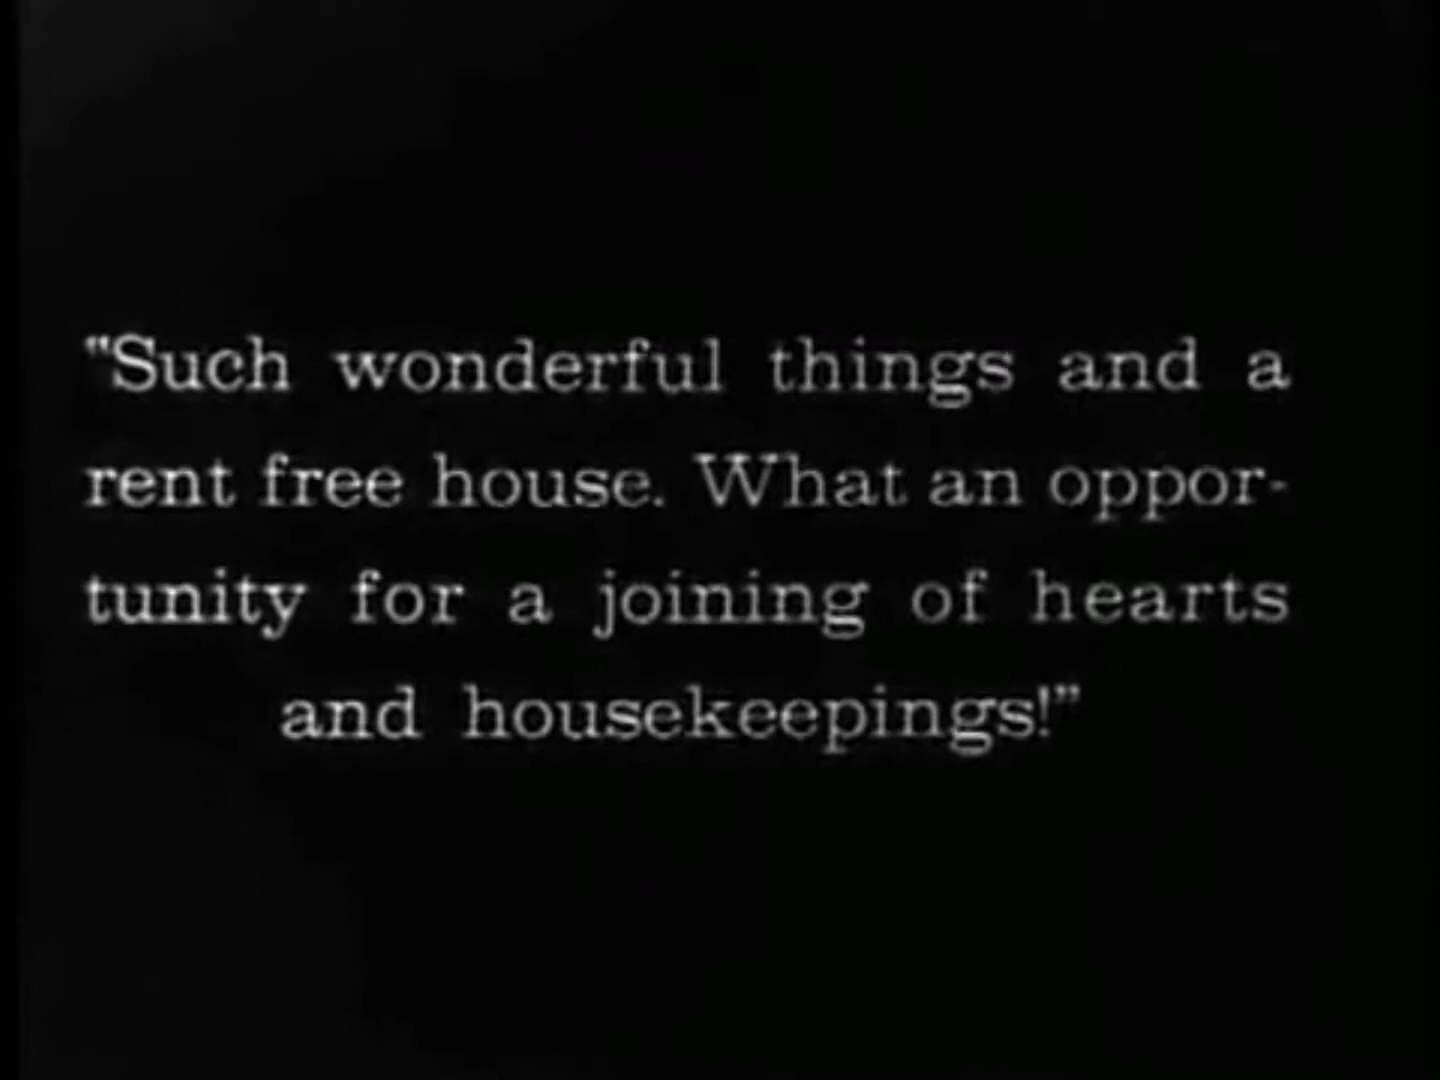 "Such wonderful things and a
rent free house. What an oppor-
tunity for a joining of hearts
and housekeepings!”